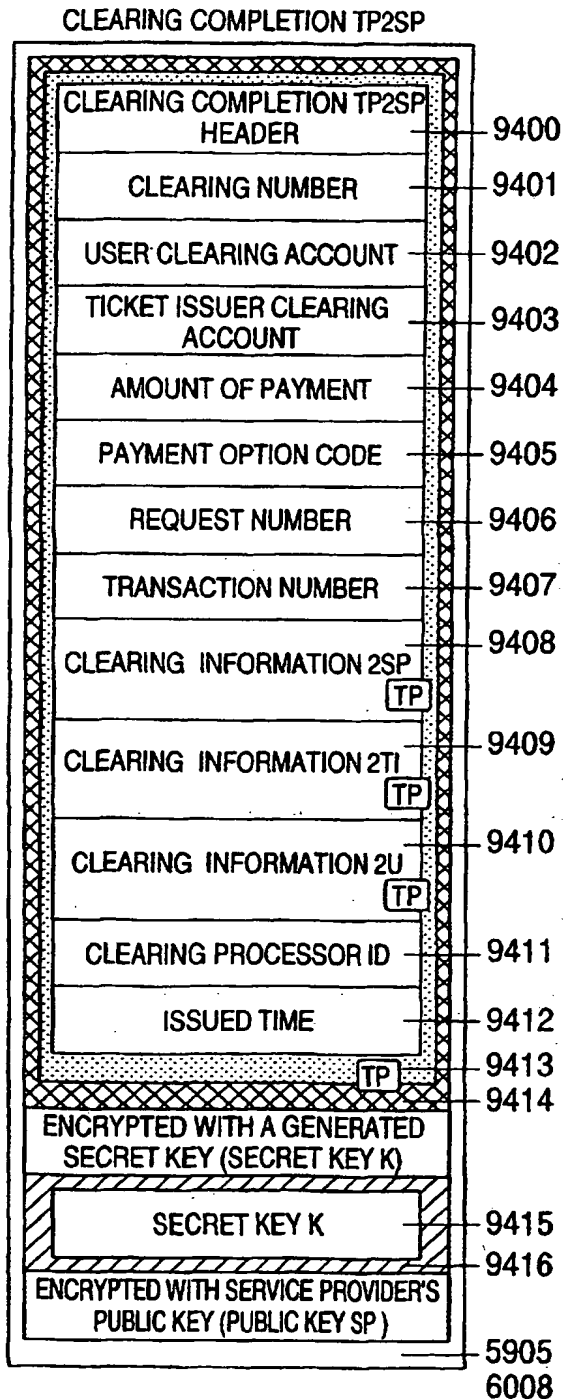 CLEARING COMPLETION TP2SP
CLEARING COMPLETION TP2SP
HEADER
9400
CLEARING NUMBER
9401
USER CLEARING ACCOUNT
9402
TICKET ISSUER CLEARING
ACCOUNT
9403
AMOUNT OF PAYMENT
9404
PAYMENT OPTION CODE
9405
REQUEST NUMBER
9406
TRANSACTION NUMBER
9407
CLEARING INFORMATION 2SP
9408
TP
CLEARING INFORMATION 2TI
9409
TP
CLEARING INFORMATION 2U
9410
TP
CLEARING PROCESSOR ID
9411
ISSUED TIME
9412
TP
9413
9414
ENCRYPTED WITH A GENERATED
SECRET KEY (SECRET KEY K)
SECRET KEY K
9415
9416
ENCRYPTED WITH SERVICE PROVIDER'S
PUBLIC KEY (PUBLIC KEY SP)
5905
6008